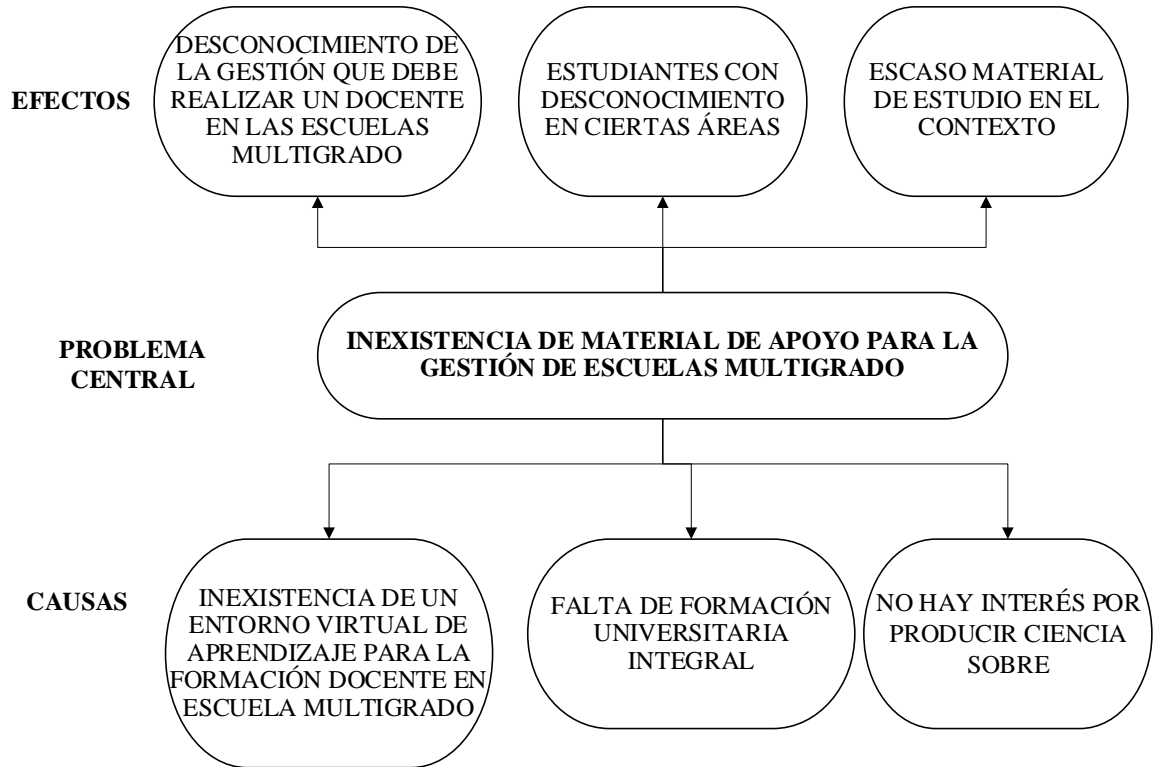 EFECTOS
DESCONOCIMIENTO DE
LA GESTIÓN QUE DEBE
REALIZAR UN DOCENTE
EN LAS ESCUELAS
MULTIGRADO
ESTUDIANTES CON
DESCONOCIMIENTO
EN CIERTAS ÁREAS
ESCASO MATERIAL
DE ESTUDIO EN EL
CONTEXTO
PROBLEMA
CENTRAL
INEXISTENCIA DE MATERIAL DE APOYO PARA LA
GESTIÓN DE ESCUELAS MULTIGRADO
CAUSAS
INEXISTENCIA DE UN
ENTORNO VIRTUAL DE
APRENDIZAJE PARA LA
FORMACIÓN DOCENTE EN
ESCUELA MULTIGRADO
FALTA DE FORMACIÓN
UNIVERSITARIA
INTEGRAL
NO HAY INTERÉS POR
PRODUCIR CIENCIA
SOBRE